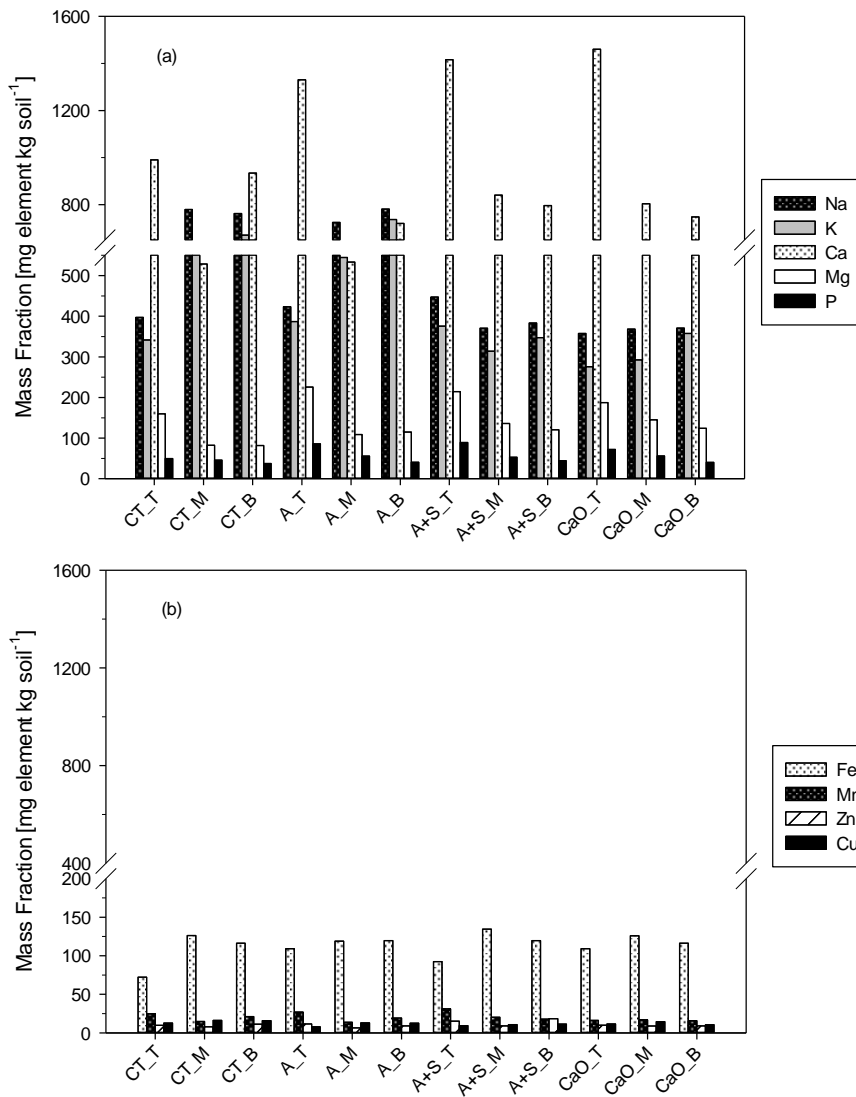 (a)
Mass Fraction [mg element kg soil⁻¹]
1600
1200
800
500
400
300
200
100
0
CT_T
CT_M
CT_B
A_T
A_M
A_B
A+S_T
A+S_M
A+S_B
CaO_T
CaO_M
CaO_B
Na
K
Ca
Mg
P
(b)
Mass Fraction [mg element kg soil⁻¹]
1600
1200
800
400
200
150
100
50
0
CT_T
CT_M
CT_B
A_T
A_M
A_B
A+S_T
A+S_M
A+S_B
CaO_T
CaO_M
CaO_B
Fe
Mn
Zn
Cu